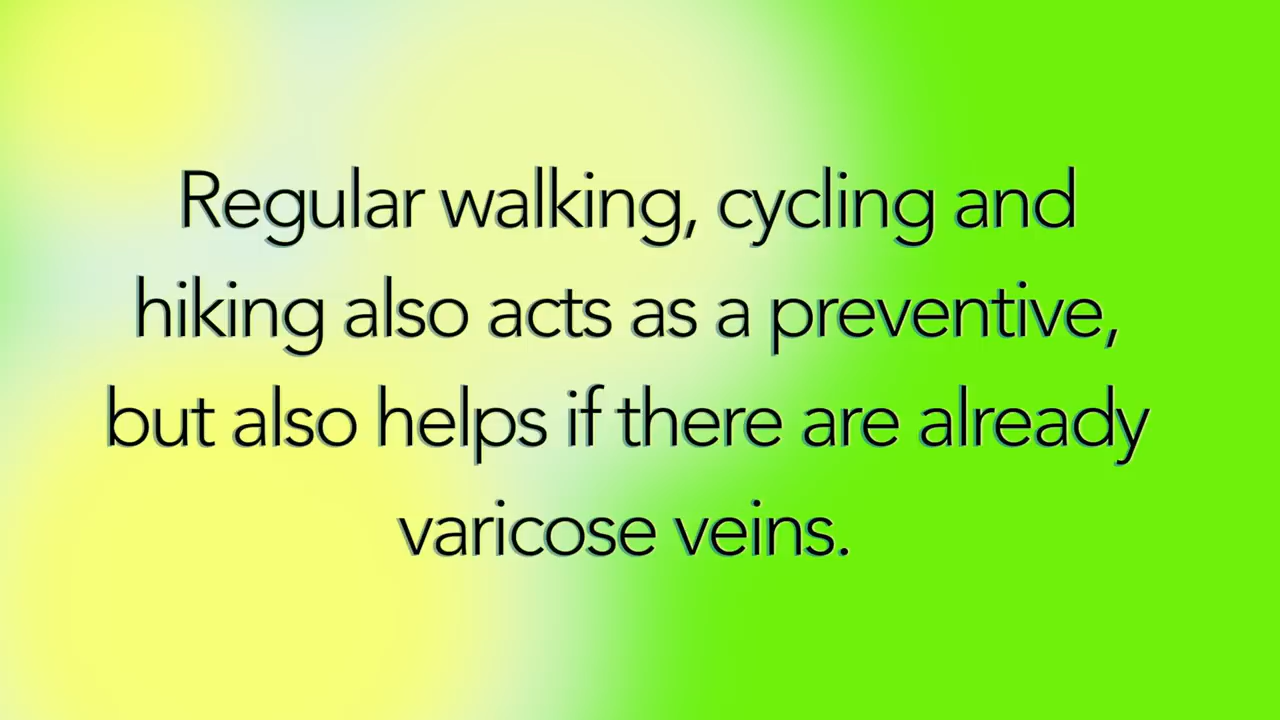 Regular walking, cycling and
hiking also acts as a preventive,
but also helps if there are already
varicose veins.